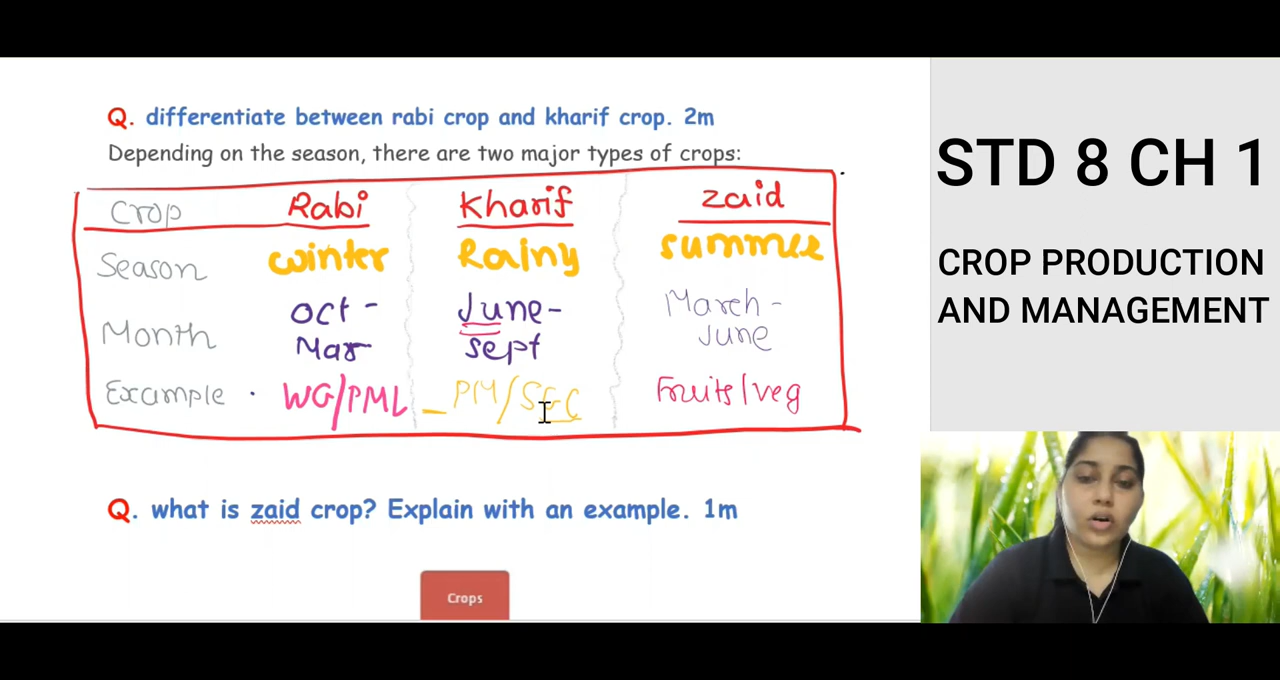 Q. differentiate between rabi crop and kharif crop. 2m
Depending on the season, there are two major types of crops:
Crop Rabi Kharif zaid
Season winter Rainy summer
Month Oct - Mar June - Sept March - June
Example WG/PML PM/SGC Fruits/veg
Q. what is zaid crop? Explain with an example. 1m
Crops
STD 8 CH 1
CROP PRODUCTION
AND MANAGEMENT